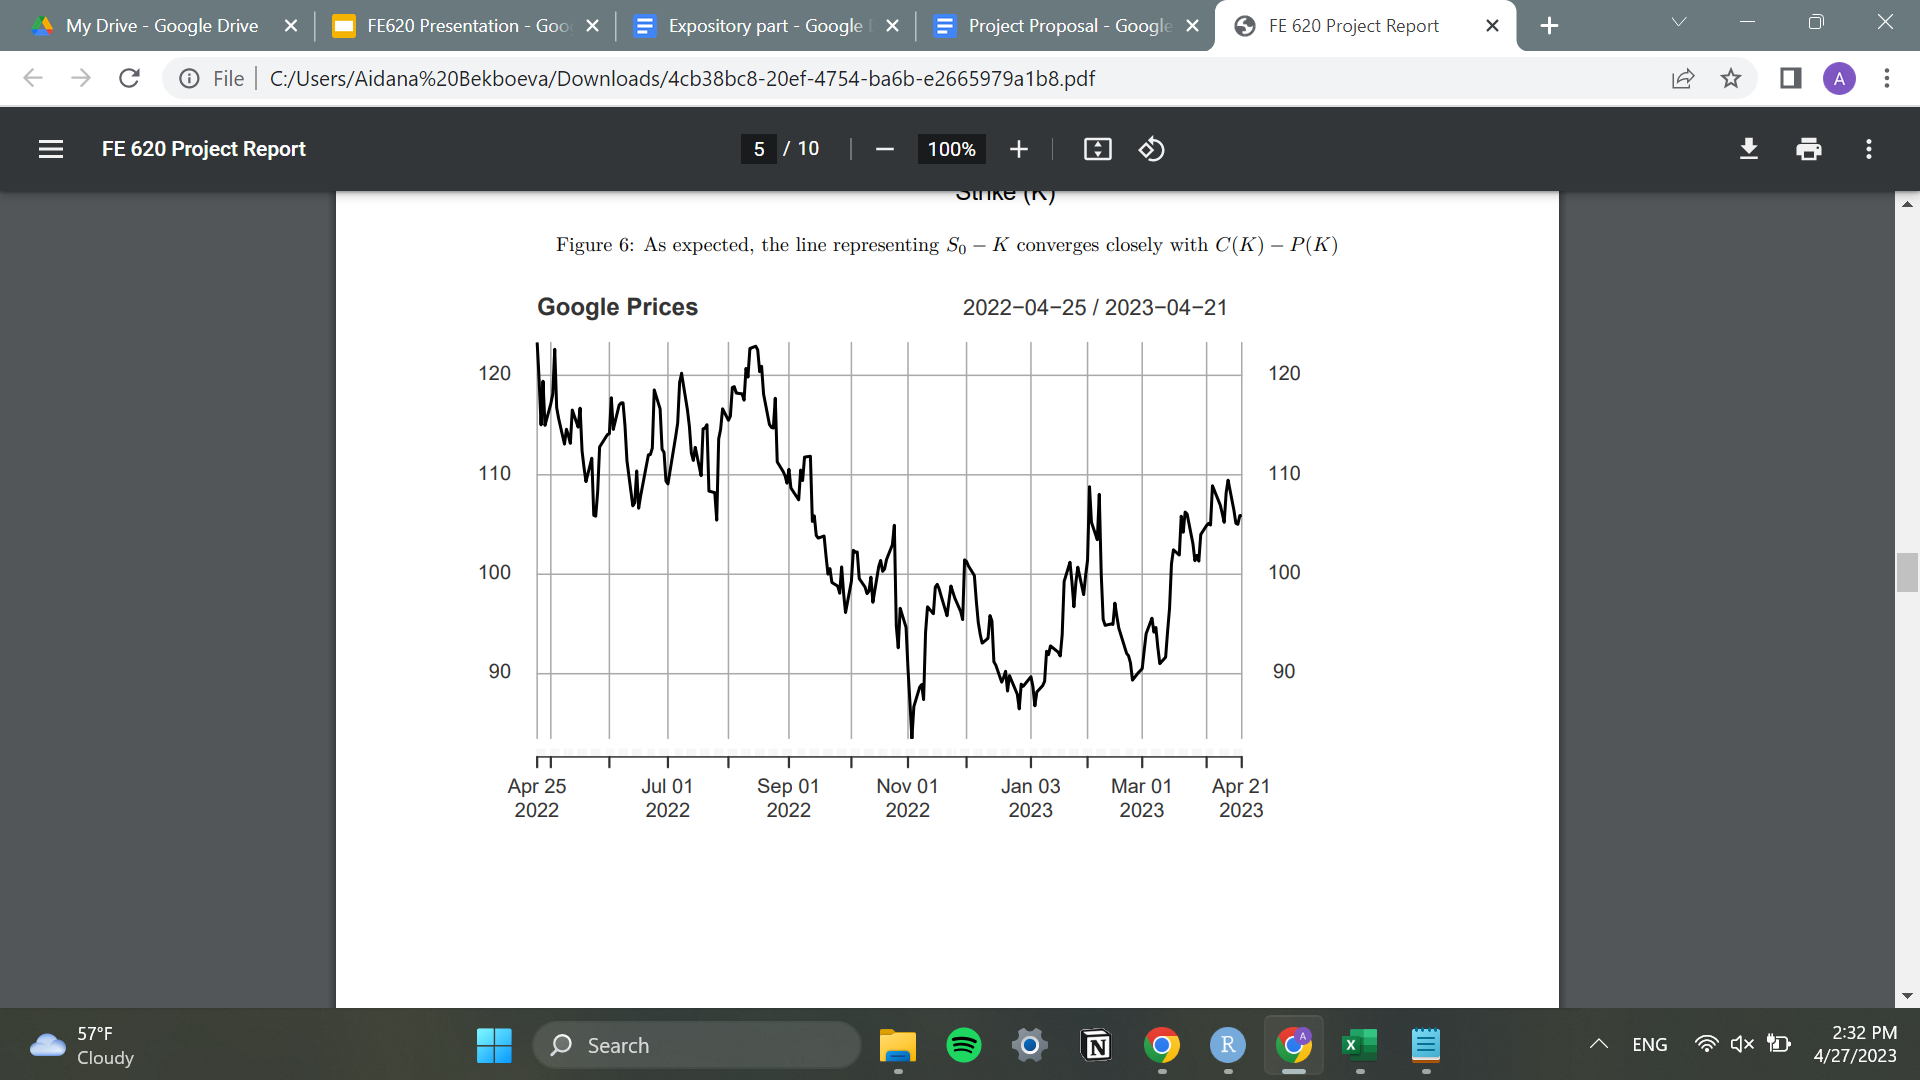 My Drive - Google Drive
FE620 Presentation - Goo
Expository part - Google
Project Proposal - Google
FE 620 Project Report
File
C:/Users/Aidana%20Bekboeva/Downloads/4cb38bc8-20ef-4754-ba6b-e2665979a1b8.pdf
A
FE 620 Project Report
5 / 10
100%
Strike (K)
Figure 6: As expected, the line representing S₀ − K converges closely with C(K) − P(K)
Google Prices
2022−04−25 / 2023−04−21
120
120
110
110
100
100
90
90
Apr 25 2022
Jul 01 2022
Sep 01 2022
Nov 01 2022
Jan 03 2023
Mar 01 2023
Apr 21 2023
57°F
Cloudy
Search
N
R
A
X
ENG
2:32 PM
4/27/2023